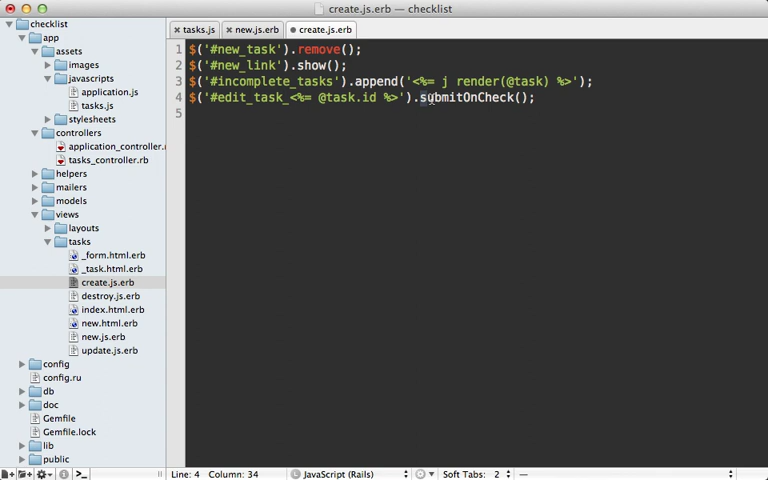 create.js.erb — checklist
checklist
app
assets
images
javascripts
application.js
tasks.js
stylesheets
controllers
application_controller.r
tasks_controller.rb
helpers
mailers
models
views
layouts
tasks
_form.html.erb
_task.html.erb
create.js.erb
destroy.js.erb
index.html.erb
new.html.erb
new.js.erb
update.js.erb
config
config.ru
db
doc
Gemfile
Gemfile.lock
lib
public
tasks.js new.js.erb create.js.erb
1 $('#new_task').remove();
2 $('#new_link').show();
3 $('#incomplete_tasks').append('<%= j render(@task) %>');
4 $('#edit_task_<%= @task.id %>').submitOnCheck();
5
Line: 4 Column: 34 JavaScript (Rails) Soft Tabs: 2 —